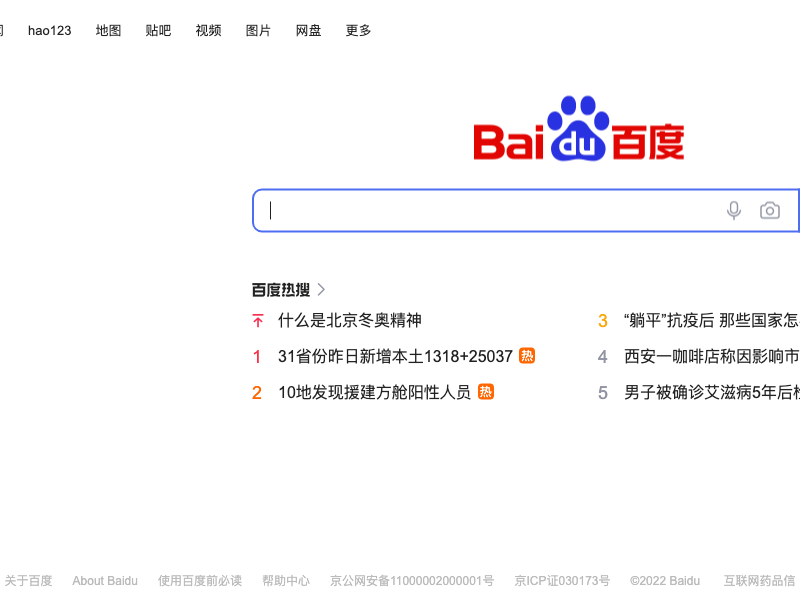 hao123 地图 贴吧 视频 图片 网盘 更多
Bai du 百度
百度热搜
什么是北京冬奥精神
1 31省份昨日新增本土1318+25037 热
2 10地发现援建方舱阳性人员 热
3 “躺平”抗疫后 那些国家怎
4 西安一咖啡店称因影响市
5 男子被确诊艾滋病5年后
关于百度 About Baidu 使用百度前必读 帮助中心 京公网安备11000002000001号 京ICP证030173号 ©2022 Baidu 互联网药品信